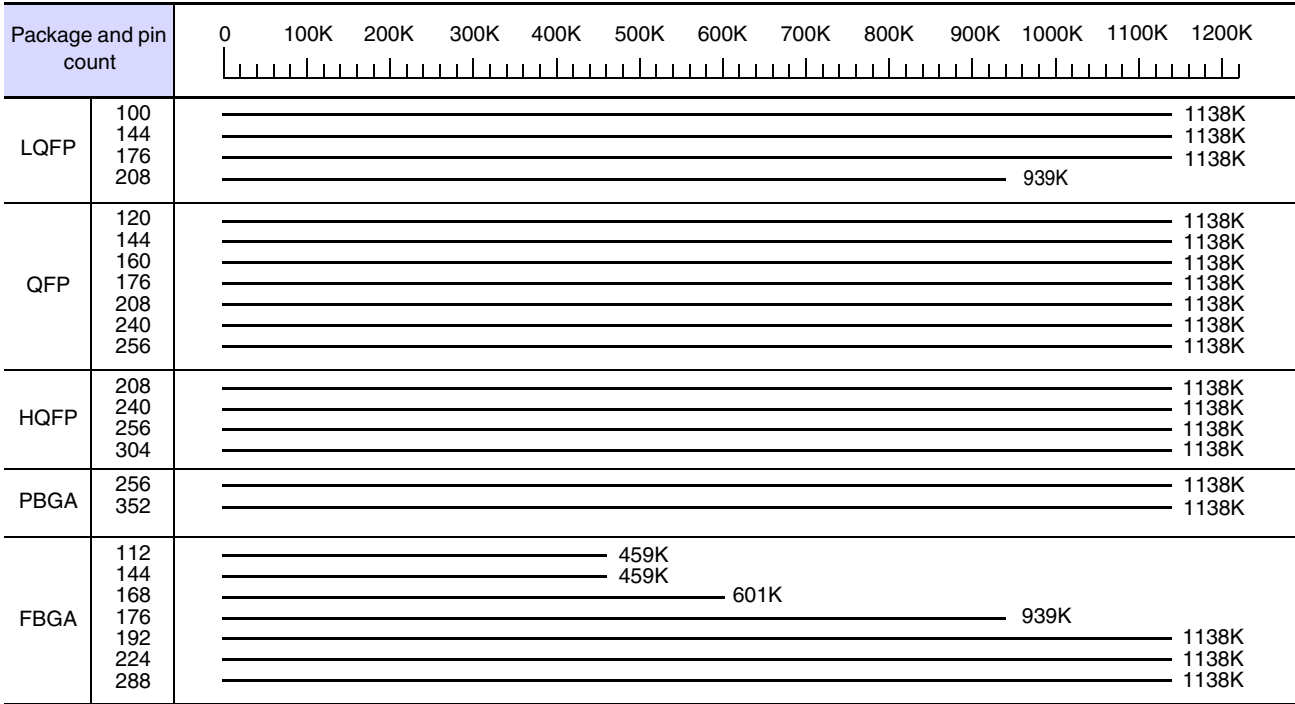 Package and pin count
0 100K 200K 300K 400K 500K 600K 700K 800K 900K 1000K 1100K 1200K
LQFP
100 1138K
144 1138K
176 1138K
208 939K
QFP
120 1138K
144 1138K
160 1138K
176 1138K
208 1138K
240 1138K
256 1138K
HQFP
208 1138K
240 1138K
256 1138K
304 1138K
PBGA
256 1138K
352 1138K
FBGA
112 459K
144 459K
168 601K
176 939K
192 1138K
224 1138K
288 1138K